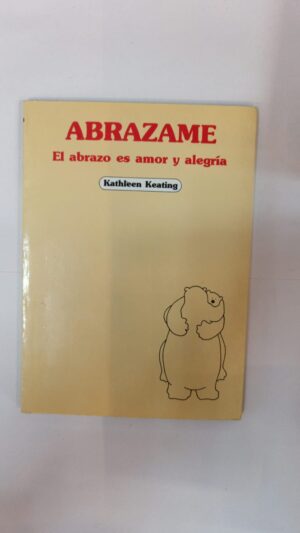 ABRAZAME
El abrazo es amor y alegría
Kathleen Keating